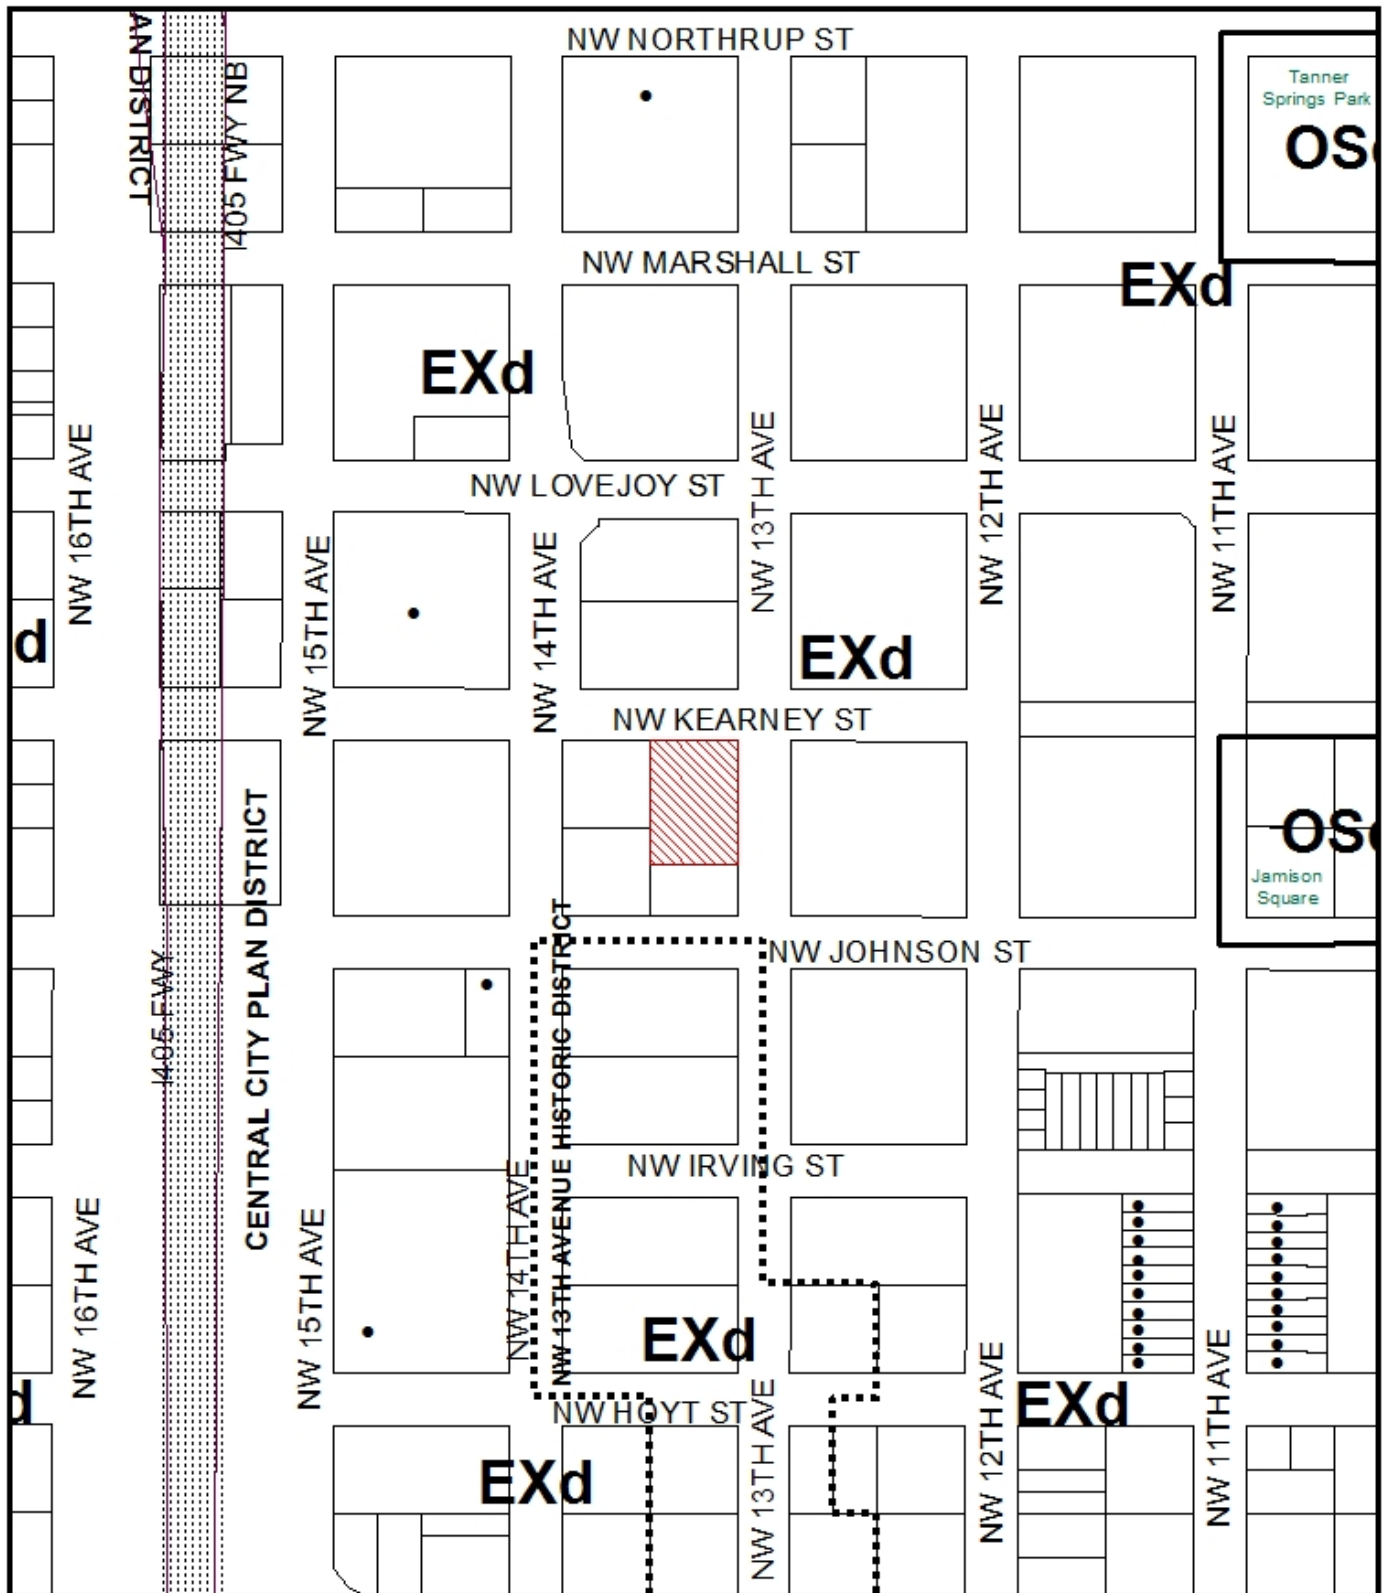 NW NORTHRUP ST
AN DISTRICT
I405 FWY NB
Tanner
Springs Park
OS
NW MARSHALL ST
EXd
EXd
NW 16TH AVE
NW LOVEJOY ST
NW 13TH AVE
NW 12TH AVE
NW 11TH AVE
NW 15TH AVE
NW 14TH AVE
d
EXd
NW KEARNEY ST
CENTRAL CITY PLAN DISTRICT
OS
Jamison
Square
I405 FWY
NW 13TH AVENUE HISTORIC DISTRICT
NW JOHNSON ST
NW IRVING ST
NW 14TH AVE
NW 16TH AVE
NW 15TH AVE
EXd
d
NW HOYT ST
NW 13TH AVE
NW 12TH AVE
EXd
NW 11TH AVE
EXd